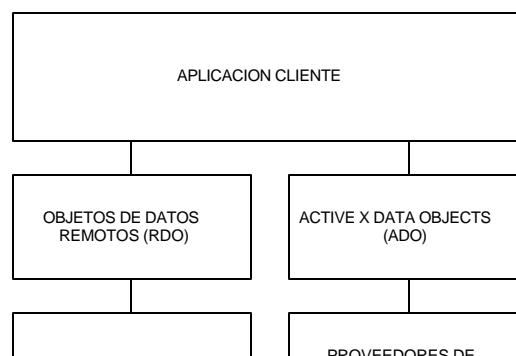 APLICACION CLIENTE
OBJETOS DE DATOS
REMOTOS (RDO)
ACTIVE X DATA OBJECTS
(ADO)
PROVEEDORES DE